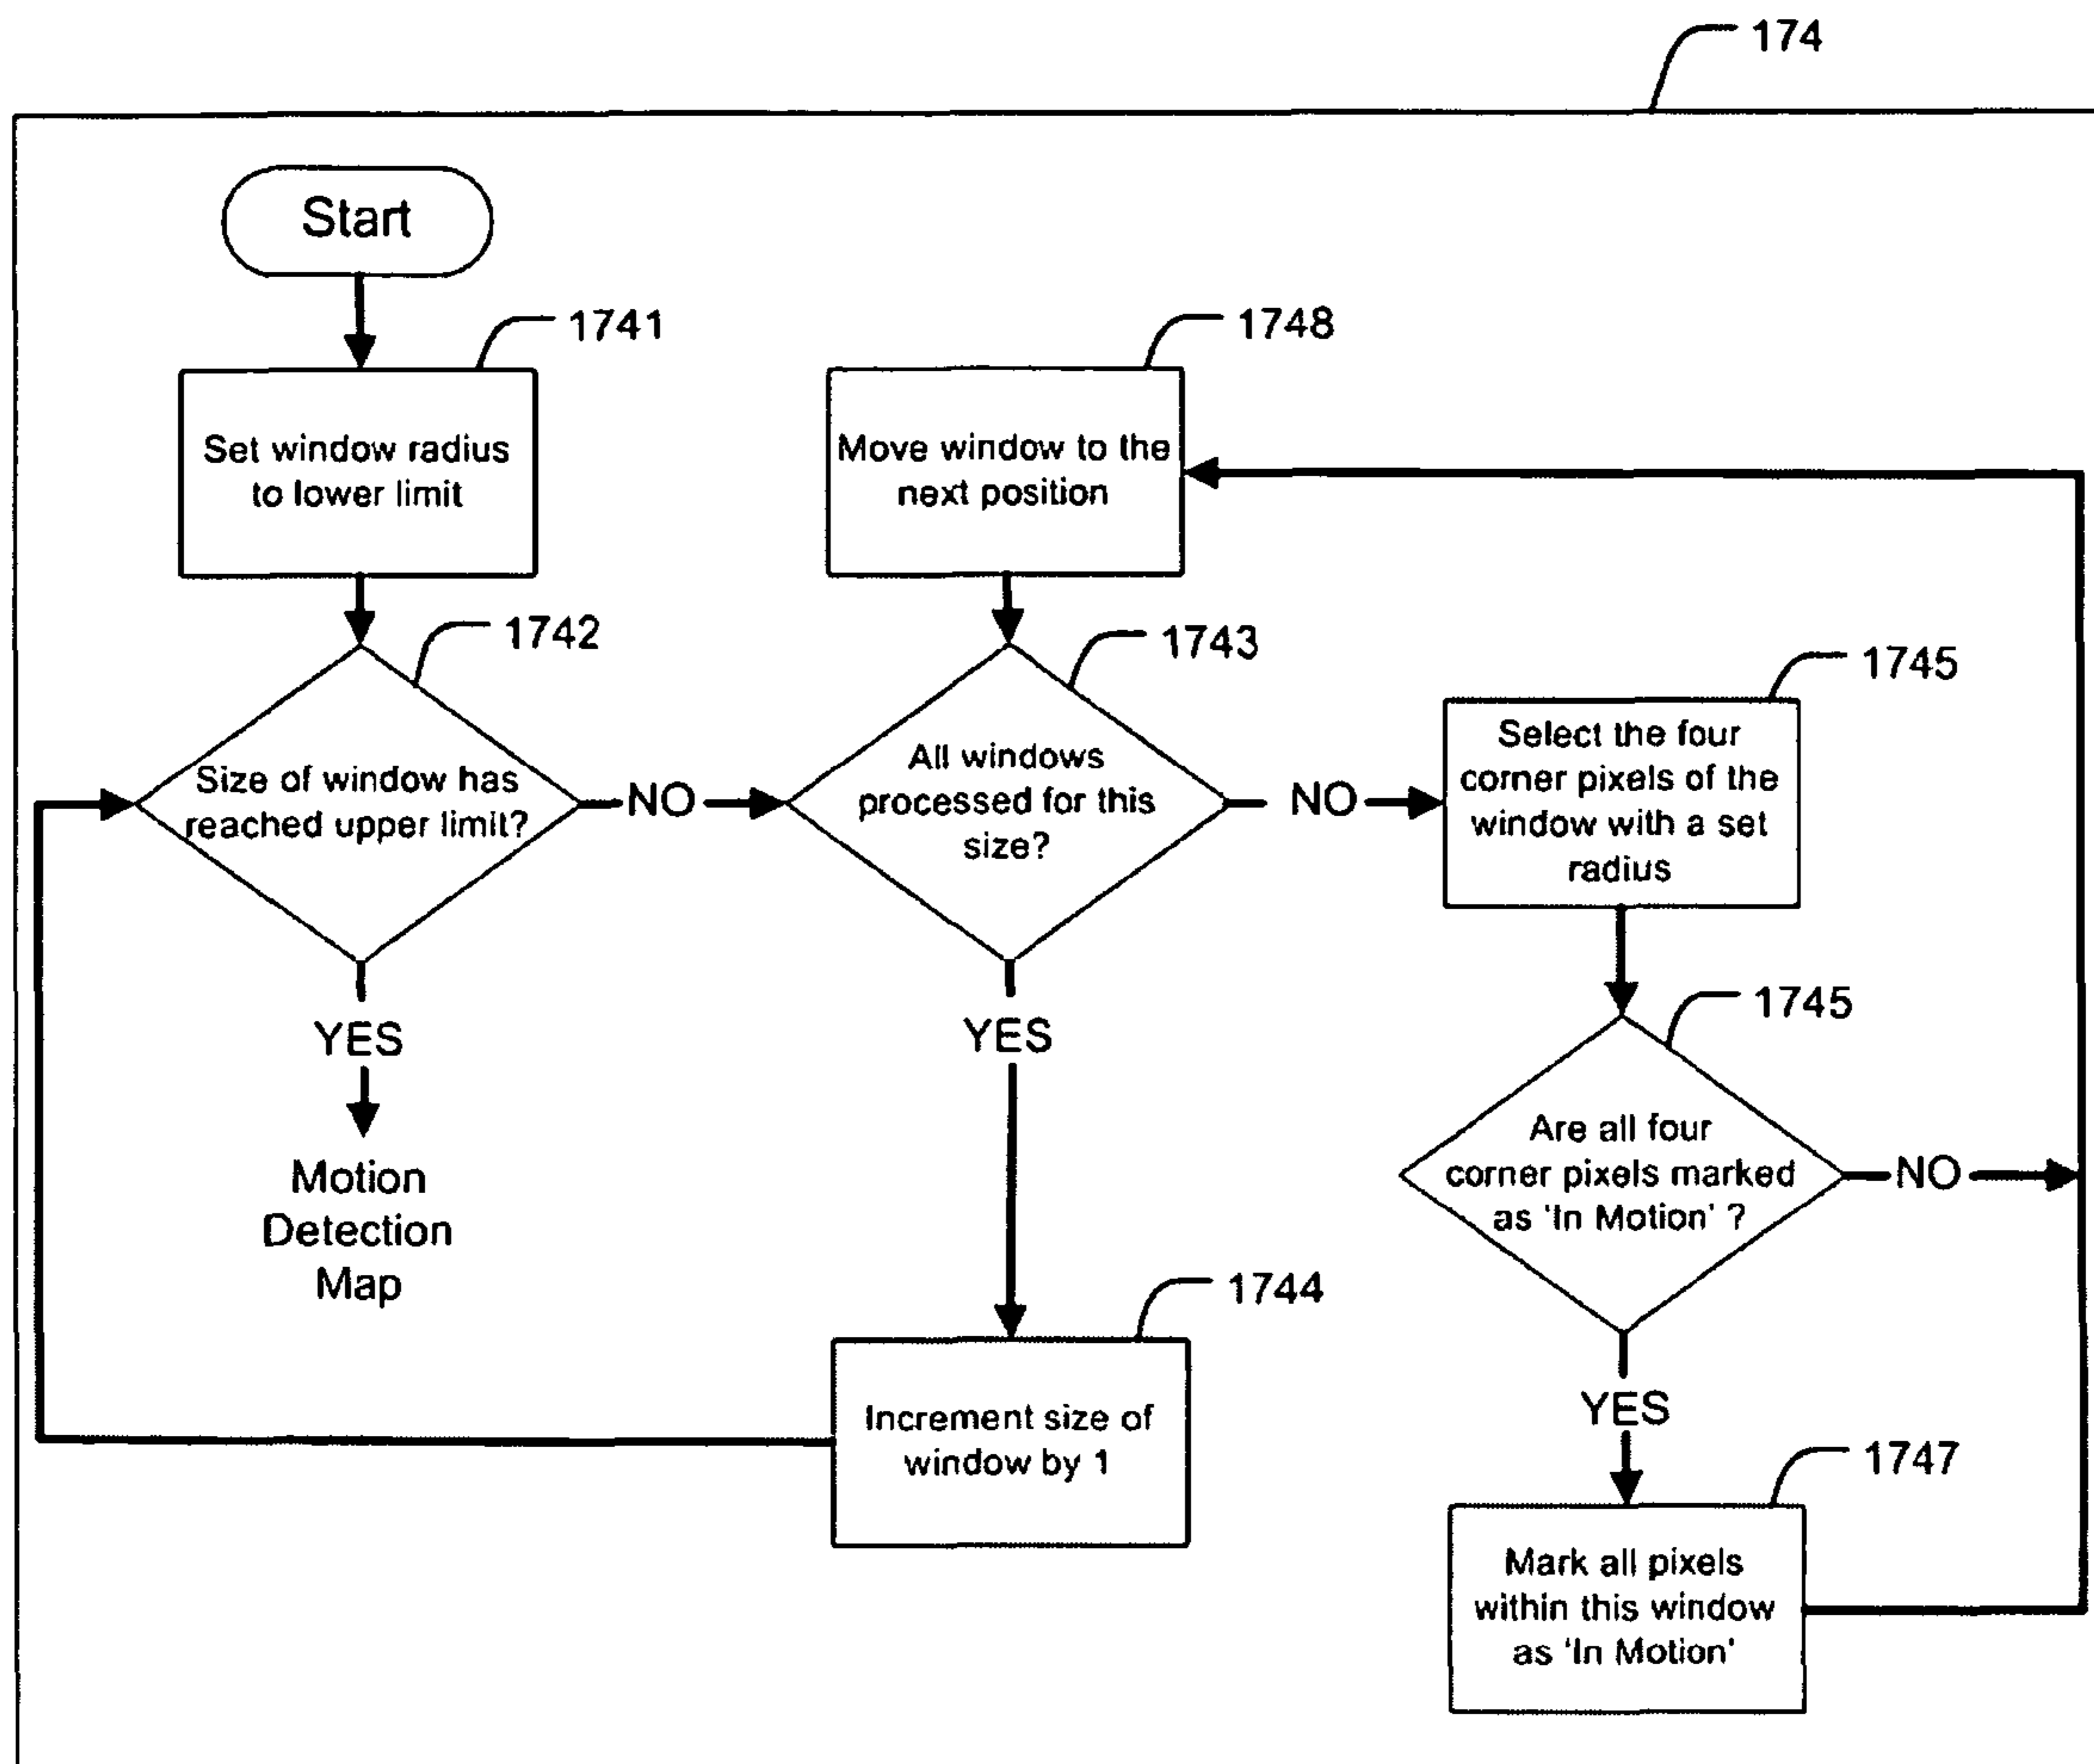 174
Start
1741
Set window radius
to lower limit
1748
Move window to the
next position
1742
Size of window has
reached upper limit?
NO
1743
All windows
processed for this
size?
NO
1745
Select the four
corner pixels of the
window with a set
radius
YES
Motion
Detection
Map
YES
1745
Are all four
corner pixels marked
as 'In Motion' ?
NO
1744
Increment size of
window by 1
YES
1747
Mark all pixels
within this window
as 'In Motion'